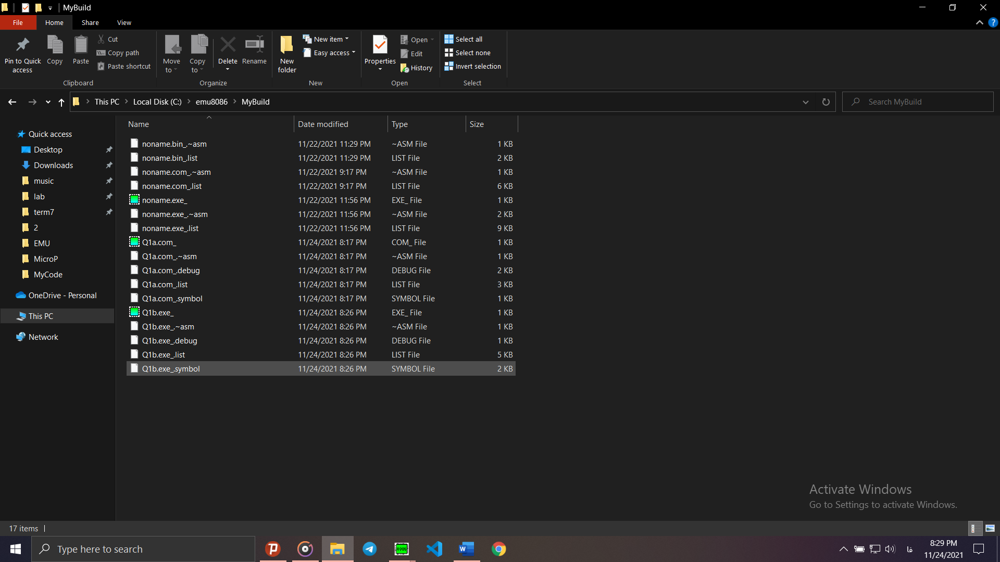 MyBuild
File Home Share View
Pin to Quick access
Copy
Paste
Cut
Copy path
Paste shortcut
Clipboard
Move to
Copy to
Delete
Rename
Organize
New folder
New item
Easy access
New
Properties
Open
Edit
History
Open
Select all
Select none
Invert selection
Select
This PC > Local Disk (C:) > emu8086 > MyBuild
Search MyBuild
Quick access
Desktop
Downloads
music
lab
term7
2
EMU
MicroP
MyCode
OneDrive - Personal
This PC
Network
Name Date modified Type Size
noname.bin_.~asm 11/22/2021 11:29 PM ~ASM File 1 KB
noname.bin_.list 11/22/2021 11:29 PM LIST File 2 KB
noname.com_.~asm 11/22/2021 9:17 PM ~ASM File 1 KB
noname.com_.list 11/22/2021 9:17 PM LIST File 6 KB
noname.exe_ 11/22/2021 11:56 PM EXE_ File 1 KB
noname.exe_.~asm 11/22/2021 11:56 PM ~ASM File 2 KB
noname.exe_.list 11/22/2021 11:56 PM LIST File 9 KB
Q1a.com_ 11/24/2021 8:17 PM COM_ File 1 KB
Q1a.com_.~asm 11/24/2021 8:17 PM ~ASM File 1 KB
Q1a.com_.debug 11/24/2021 8:17 PM DEBUG File 2 KB
Q1a.com_.list 11/24/2021 8:17 PM LIST File 3 KB
Q1a.com_.symbol 11/24/2021 8:17 PM SYMBOL File 1 KB
Q1b.exe_ 11/24/2021 8:26 PM EXE_ File 1 KB
Q1b.exe_.~asm 11/24/2021 8:26 PM ~ASM File 1 KB
Q1b.exe_.debug 11/24/2021 8:26 PM DEBUG File 1 KB
Q1b.exe_.list 11/24/2021 8:26 PM LIST File 5 KB
Q1b.exe_.symbol 11/24/2021 8:26 PM SYMBOL File 2 KB
Activate Windows
Go to Settings to activate Windows.
17 items
Type here to search
8086
فا
8:29 PM
11/24/2021